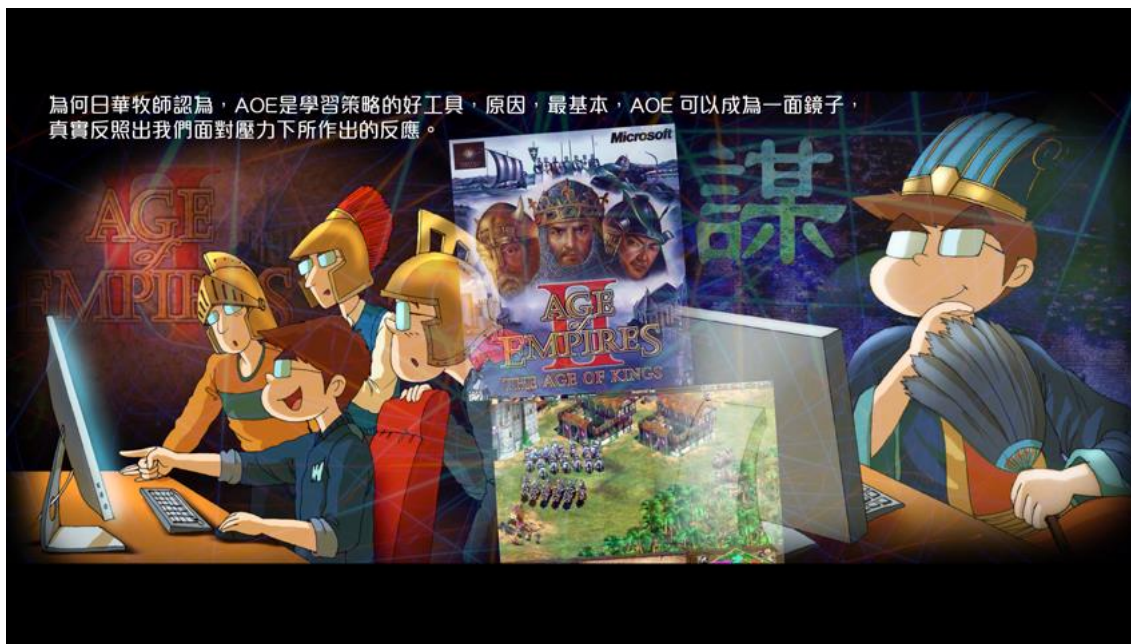 為何日華牧師認為，AOE是學習策略的好工具，原因，最基本，AOE 可以成為一面鏡子，
真實反照出我們面對壓力下所作出的反應。
Microsoft
謀
AGE
of
EMPIRES
II
AGE
of
EMPIRES
II
THE AGE OF KINGS
W